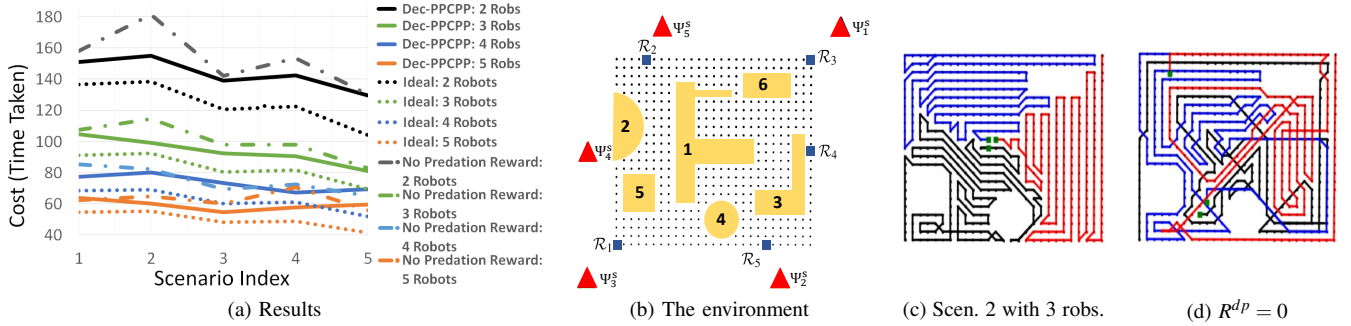 180
160
140
120
100
80
60
40
Cost (Time Taken)
1 2 3 4 5
Scenario Index
Dec-PPCPP: 2 Robs
Dec-PPCPP: 3 Robs
Dec-PPCPP: 4 Robs
Dec-PPCPP: 5 Robs
Ideal: 2 Robots
Ideal: 3 Robots
Ideal: 4 Robots
Ideal: 5 Robots
No Predation Reward:
2 Robots
No Predation Reward:
3 Robots
No Predation Reward:
4 Robots
No Predation Reward:
5 Robots
(a) Results
Ψ₅ˢ Ψ₁ˢ
R₂ R₃
6
2
1
Ψ₄ˢ R₄
5
3
4
R₁ R₅
Ψ₃ˢ Ψ₂ˢ
(b) The environment
(c) Scen. 2 with 3 robs.
(d) Rᵈᵖ = 0